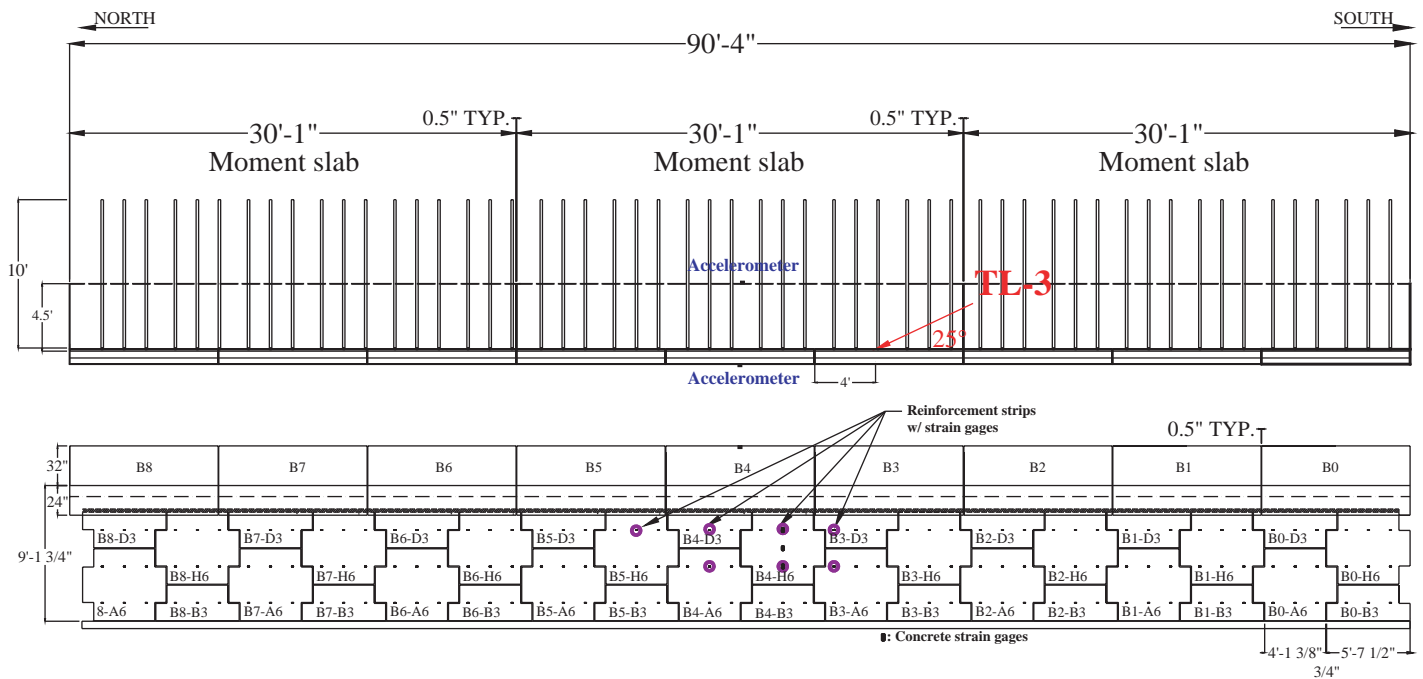 NORTH
SOUTH
90'-4"
0.5" TYP.
0.5" TYP.
30'-1"
30'-1"
30'-1"
Moment slab
Moment slab
Moment slab
10'
Accelerometer
TL-3
4.5'
25°
Accelerometer
4'
Reinforcement strips
w/ strain gages
0.5" TYP.
32"
B8
B7
B6
B5
B4
B3
B2
B1
B0
24"
9'-1 3/4"
B8-D3
B7-D3
B6-D3
B5-D3
B4-D3
B3-D3
B2-D3
B1-D3
B0-D3
B8-H6
B7-H6
B6-H6
B5-H6
B4-H6
B3-H6
B2-H6
B1-H6
B0-H6
8-A6
B8-B3
B7-A6
B7-B3
B6-A6
B6-B3
B5-A6
B5-B3
B4-A6
B4-B3
B3-A6
B3-B3
B2-A6
B2-B3
B1-A6
B1-B3
B0-A6
B0-B3
: Concrete strain gages
4'-1 3/8"
5'-7 1/2"
3/4"